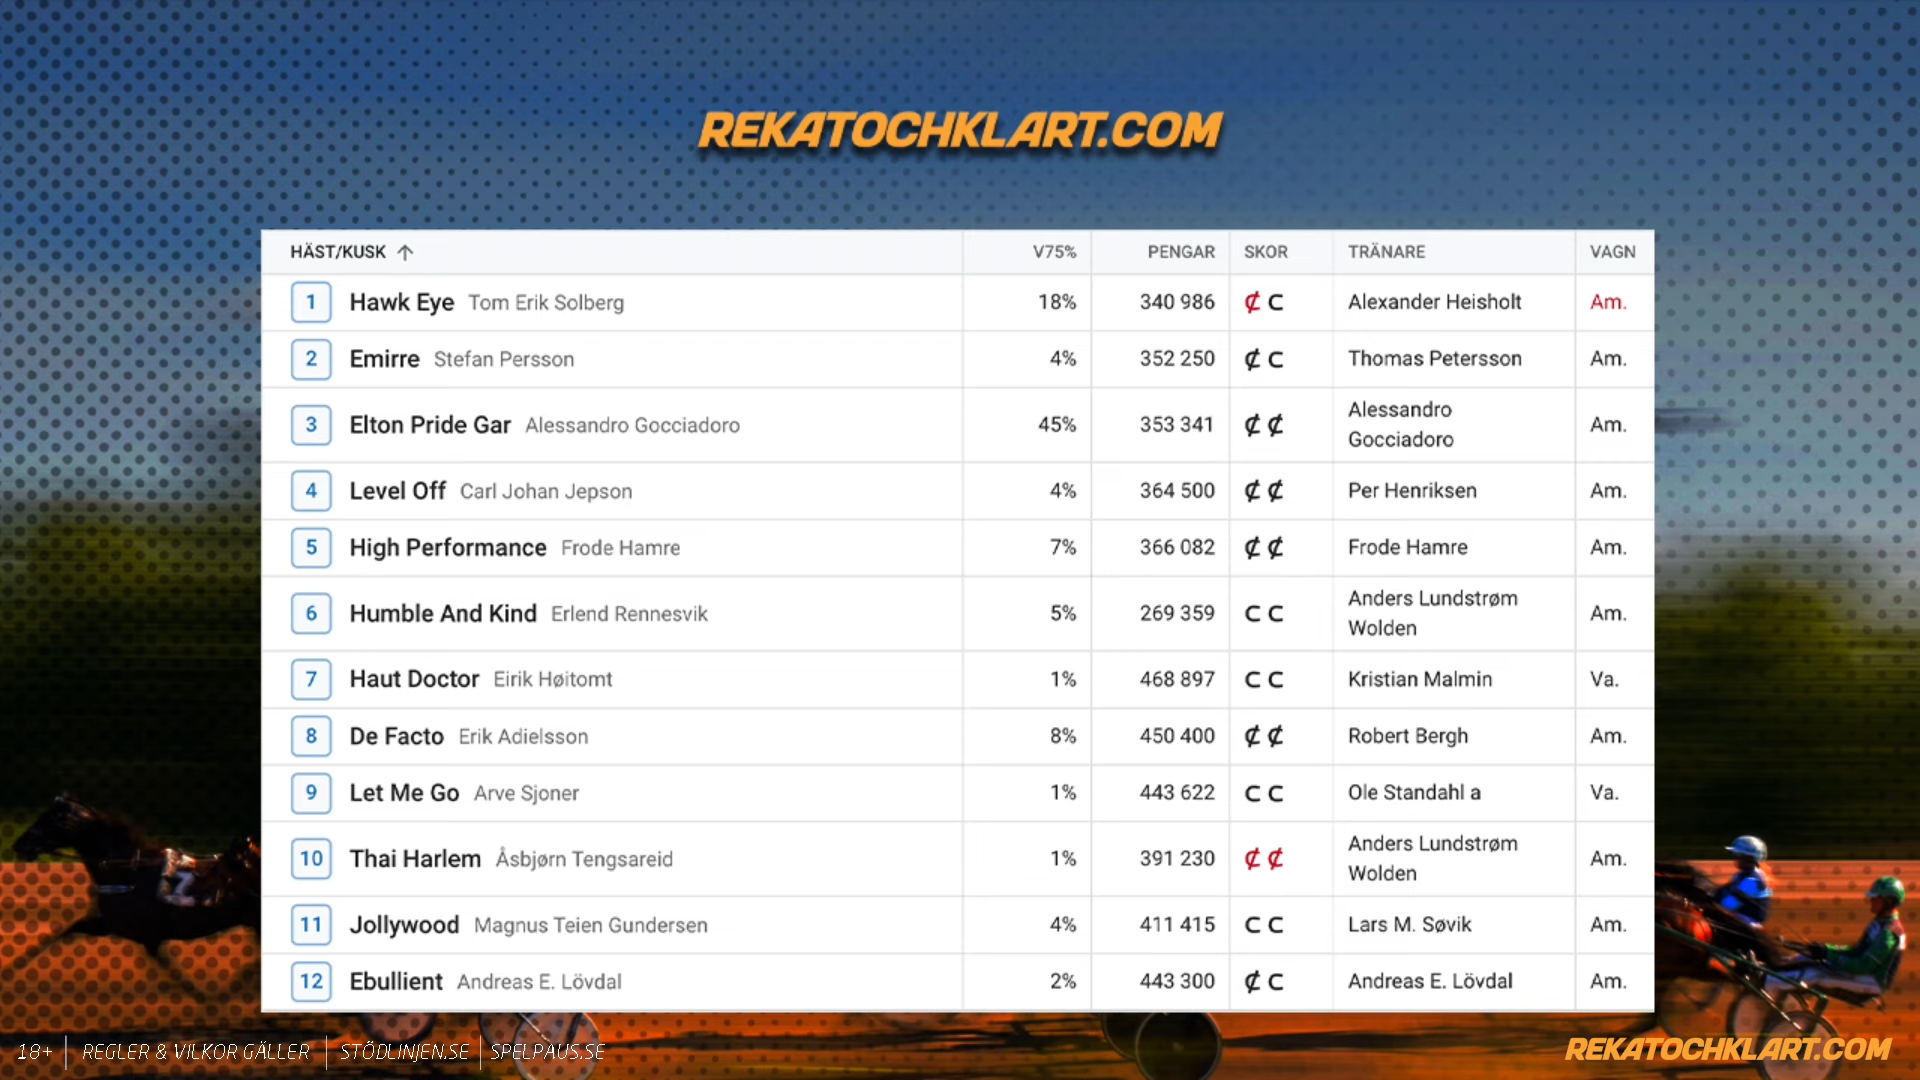 REKATOCHKLART.COM
HÄST/KUSK ↑ V75% PENGAR SKOR TRÄNARE VAGN
1 Hawk Eye Tom Erik Solberg 18% 340 986 ₵ C Alexander Heisholt Am.
2 Emirre Stefan Persson 4% 352 250 ₵ C Thomas Petersson Am.
3 Elton Pride Gar Alessandro Gocciadoro 45% 353 341 ₵ ₵ Alessandro
Gocciadoro Am.
4 Level Off Carl Johan Jepson 4% 364 500 ₵ ₵ Per Henriksen Am.
5 High Performance Frode Hamre 7% 366 082 ₵ ₵ Frode Hamre Am.
6 Humble And Kind Erlend Rennesvik 5% 269 359 C C Anders Lundstrøm
Wolden Am.
7 Haut Doctor Eirik Høitomt 1% 468 897 C C Kristian Malmin Va.
8 De Facto Erik Adielsson 8% 450 400 ₵ ₵ Robert Bergh Am.
9 Let Me Go Arve Sjoner 1% 443 622 C C Ole Standahl a Va.
10 Thai Harlem Åsbjørn Tengsareid 1% 391 230 ₵ ₵ Anders Lundstrøm
Wolden Am.
11 Jollywood Magnus Teien Gundersen 4% 411 415 C C Lars M. Søvik Am.
12 Ebullient Andreas E. Lövdal 2% 443 300 ₵ C Andreas E. Lövdal Am.
18+ | REGLER & VILKOR GÄLLER | STÖDLINJEN.SE | SPELPAUS.SE
REKATOCHKLART.COM